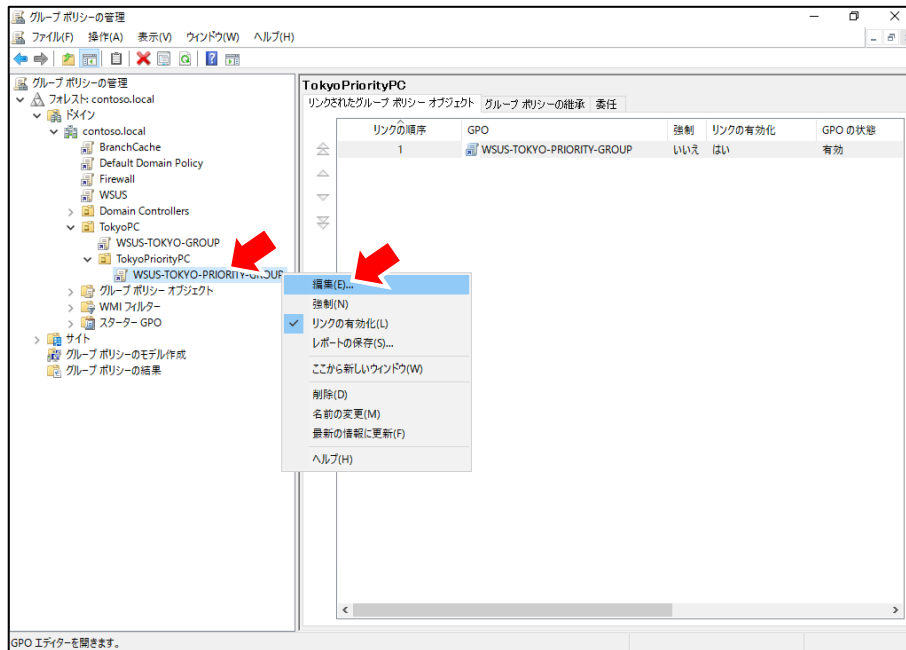 グループ ポリシーの管理
ファイル(F) 操作(A) 表示(V) ウインドウ(W) ヘルプ(H)
グループ ポリシーの管理
フォレスト: contoso.local
ドメイン
contoso.local
BranchCache
Default Domain Policy
Firewall
WSUS
Domain Controllers
TokyoPC
WSUS-TOKYO-GROUP
TokyoPriorityPC
WSUS-TOKYO-PRIORITY-GROUP
グループ ポリシー オブジェクト
WMI フィルター
スターター GPO
サイト
グループ ポリシーのモデル作成
グループ ポリシーの結果
TokyoPriorityPC
リンクされたグループ ポリシー オブジェクト グループ ポリシーの継承 委任
リンクの順序 GPO 強制 リンクの有効化 GPO の状態
1 WSUS-TOKYO-PRIORITY-GROUP いいえ はい 有効
編集(E)...
強制(N)
リンクの有効化(L)
レポートの保存(S)...
ここから新しいウィンドウ(W)
削除(D)
名前の変更(M)
最新の情報に更新(F)
ヘルプ(H)
GPO エディターを開きます。